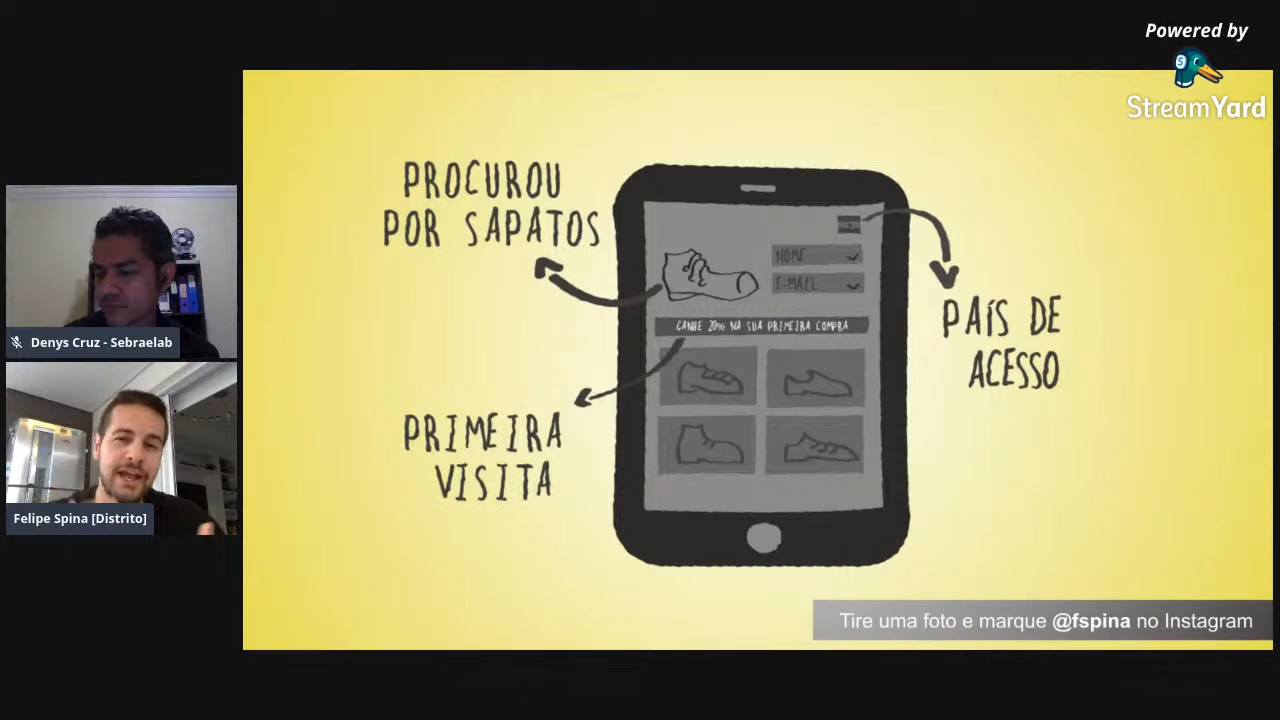 Powered by
StreamYard
PROCUROU
POR SAPATOS
NOME
E-MAIL
GANHE 20% NA SUA PRIMEIRA COMPRA
PAÍS DE
ACESSO
PRIMEIRA
VISITA
Denys Cruz - Sebraelab
Felipe Spina [Distrito]
Tire uma foto e marque @fspina no Instagram